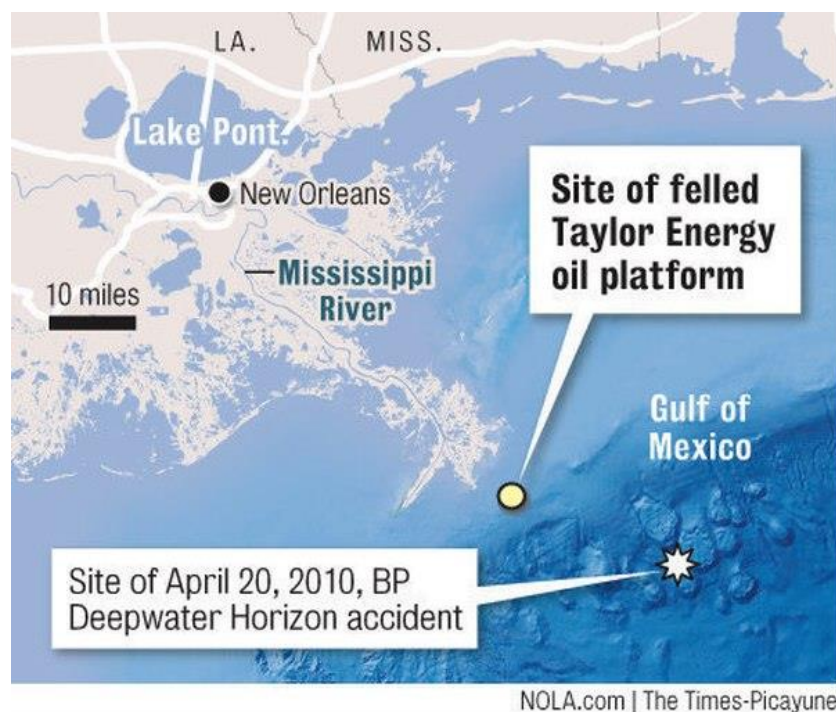 LA.
MISS.
Lake Pont.
New Orleans
Site of felled
Taylor Energy
oil platform
Mississippi
River
10 miles
Gulf of
Mexico
Site of April 20, 2010, BP
Deepwater Horizon accident
NOLA.com | The Times-Picayune